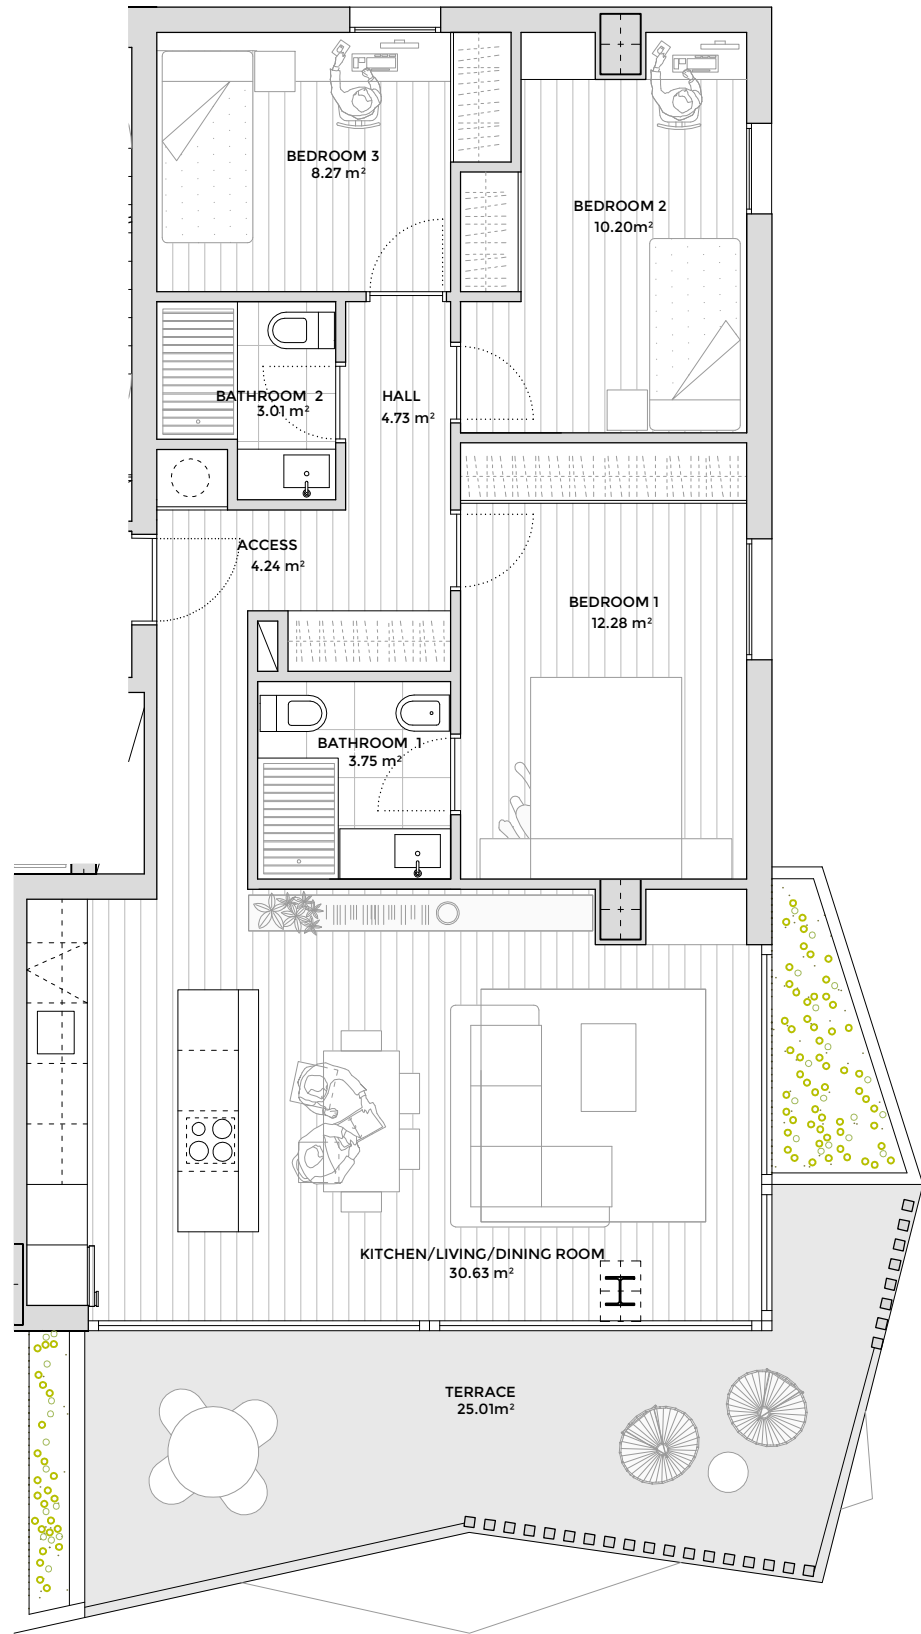 BEDROOM 3
8.27 m²
BEDROOM 2
10.20m²
BATHROOM 2
3.01 m²
HALL
4.73 m²
ACCESS
4.24 m²
BEDROOM 1
12.28 m²
BATHROOM 1
3.75 m²
KITCHEN/LIVING/DINING ROOM
30.63 m²
TERRACE
25.01m²